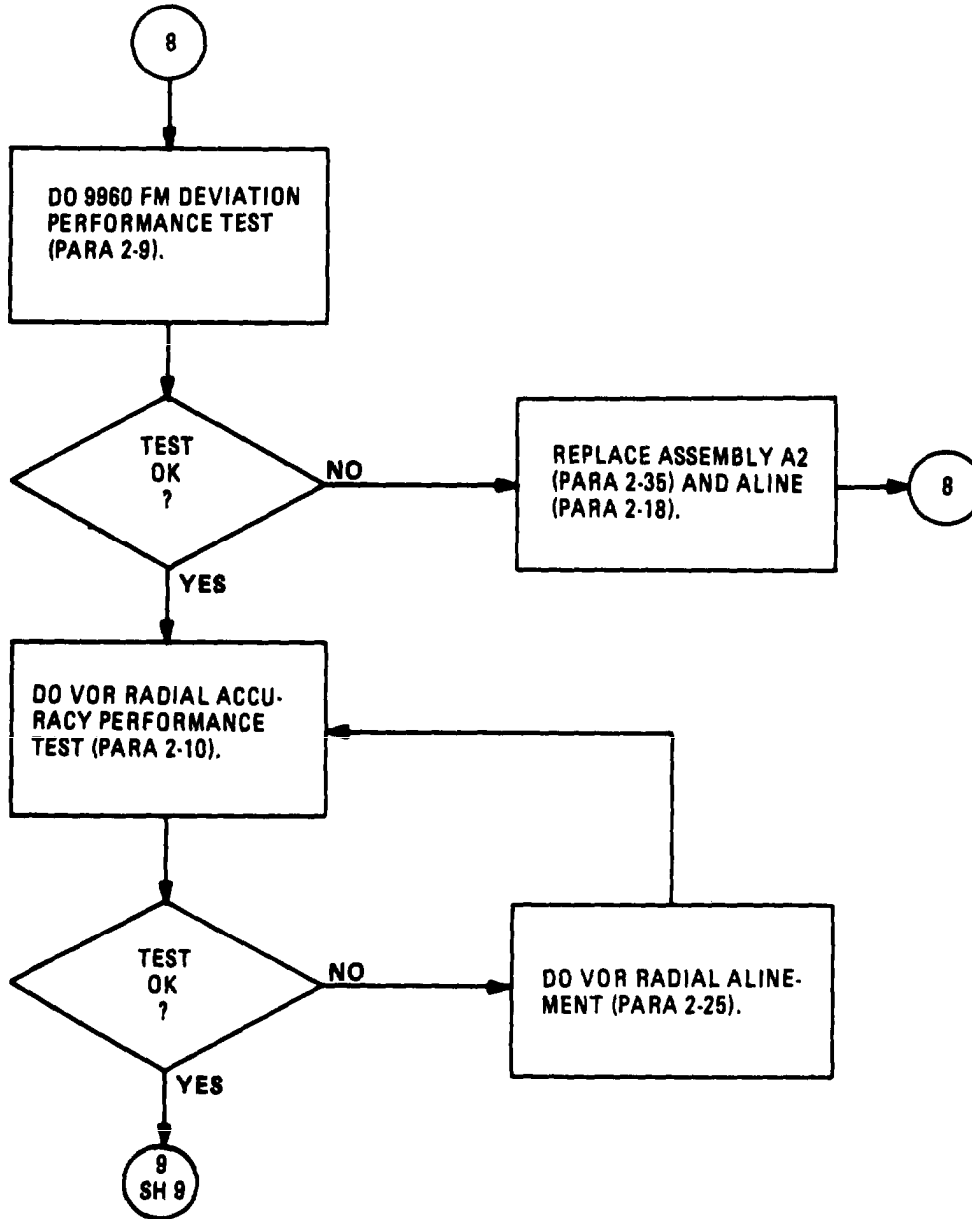 8
DO 9960 FM DEVIATION
PERFORMANCE TEST
(PARA 2-9).
TEST
OK
?
NO
REPLACE ASSEMBLY A2
(PARA 2-35) AND ALINE
(PARA 2-18).
8
YES
DO VOR RADIAL ACCU-
RACY PERFORMANCE
TEST (PARA 2-10).
TEST
OK
?
NO
DO VOR RADIAL ALINE-
MENT (PARA 2-25).
YES
9
SH 9